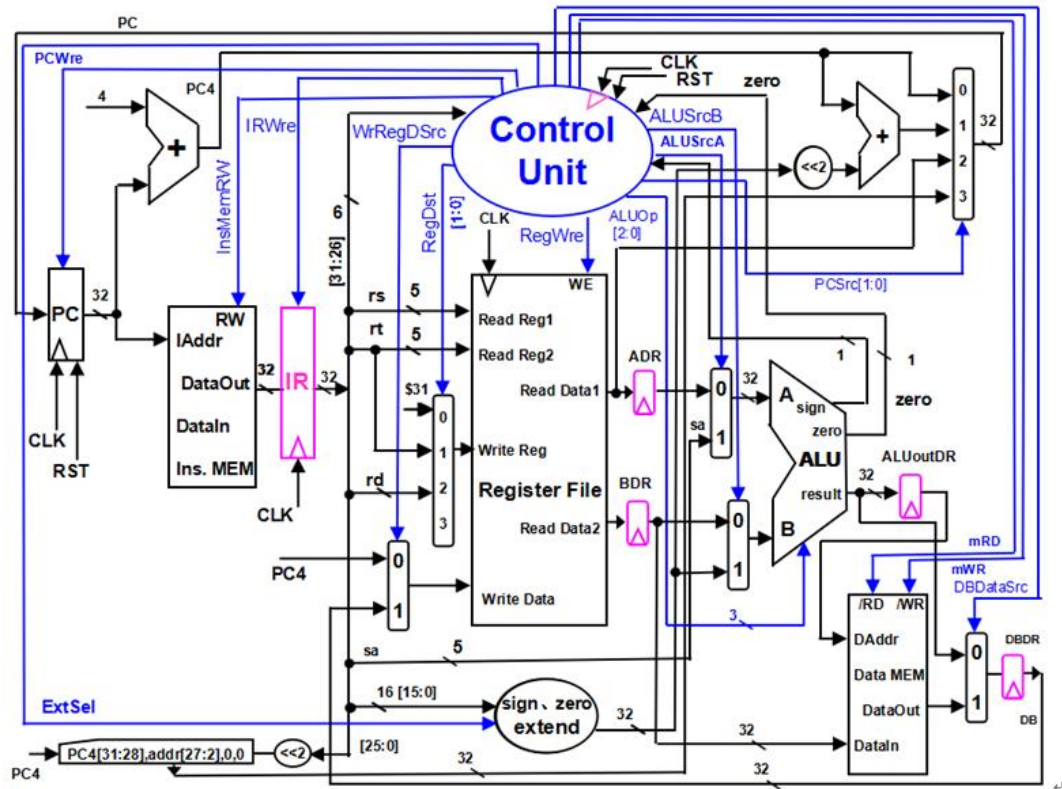 PC
PCWre
4
PC4
IRWre
InsMemRW
WrRegDSrc
RegDst
[1:0]
6
[31:26]
Control
Unit
CLK
RST
zero
ALUSrcB
ALUSrcA
ALUOp
[2:0]
RegWre
CLK
<<2
+
+
0
1
2
3
32
PCSrc[1:0]
PC
32
CLK
RST
RW
IAddr
DataOut
DataIn
Ins. MEM
32
IR
32
CLK
rs
5
rt
5
$31
0
1
2
3
rd
WE
Read Reg1
Read Reg2
Read Data1
Write Reg
Register File
Read Data2
Write Data
PC4
0
1
ADR
BDR
sa
0
1
32
0
1
A
sign
zero
ALU
result
B
1
1
zero
32
ALUoutDR
3
mRD
mWR
DBDataSrc
/RD
/WR
DAddr
Data MEM
DataOut
DataIn
0
1
DBDR
DB
sa
5
16 [15:0]
sign、zero
extend
32
ExtSel
[25:0]
PC4
PC4[31:28],addr[27:2],0,0
<<2
32
32
32